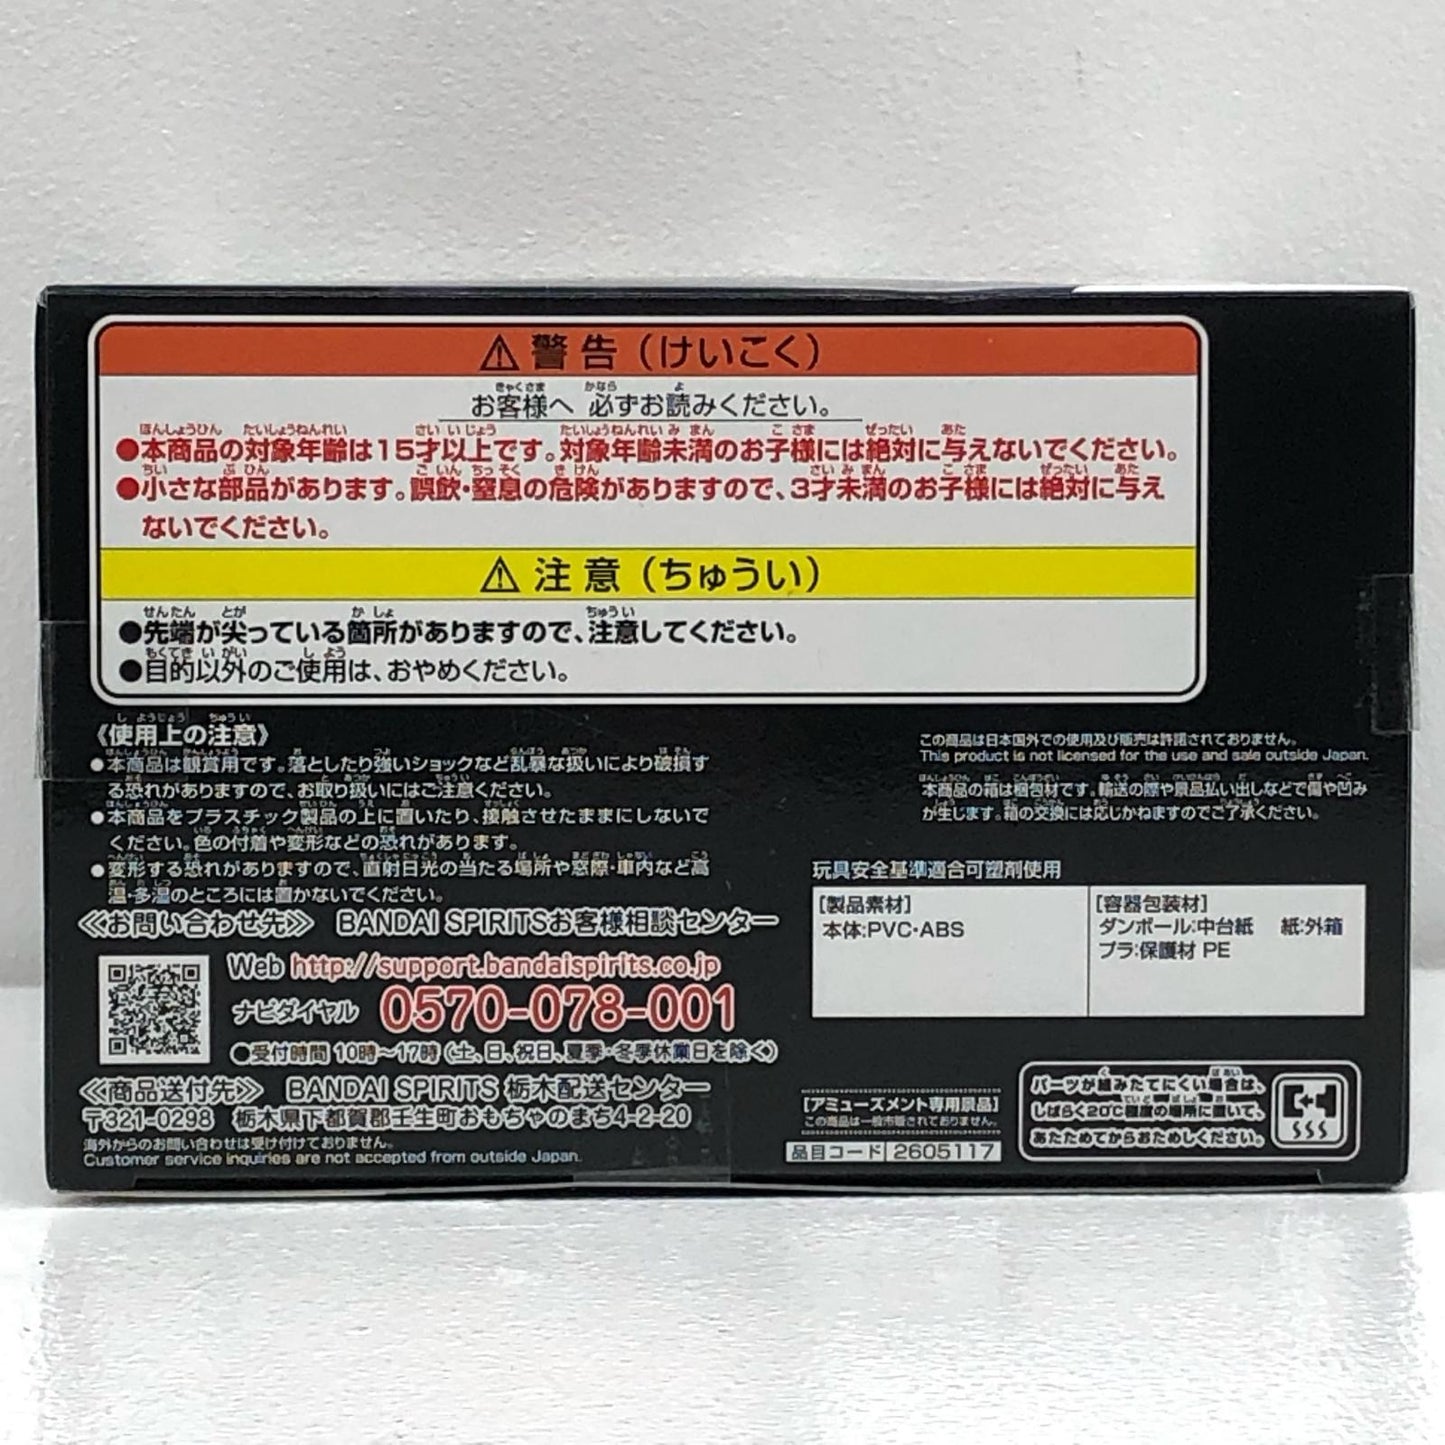 ⚠ 警告（けいこく）
お客様へ 必ずお読みください。
●本商品の対象年齢は15才以上です。対象年齢未満のお子様には絶対に与えないでください。
●小さな部品があります。誤飲・窒息の危険がありますので、3才未満のお子様には絶対に与え
ないでください。
⚠ 注意（ちゅうい）
●先端が尖っている箇所がありますので、注意してください。
●目的以外のご使用は、おやめください。
《使用上の注意》
●本商品は観賞用です。落としたり強いショックなど乱暴な扱いにより破損す
る恐れがありますので、お取り扱いにはご注意ください。
●本商品をプラスチック製品の上に置いたり、接触させたままにしないで
ください。色の付着や変形などの恐れがあります。
●変形する恐れがありますので、直射日光の当たる場所や窓際・車内など高
温・多湿のところには置かないでください。
≪お問い合わせ先≫ BANDAI SPIRITSお客様相談センター
Web http://support.bandaispirits.co.jp
ナビダイヤル 0570-078-001
●受付時間 10時〜17時（土、日、祝日、夏季・冬季休業日を除く）
≪商品送付先≫ BANDAI SPIRITS 栃木配送センター
〒321-0298 栃木県下都賀郡壬生町おもちゃのまち4-2-20
海外からのお問い合わせは受け付けておりません。
Customer service inquiries are not accepted from outside Japan.
この商品は日本国外での使用及び販売は許諾されておりません。
This product is not licensed for the use and sale outside Japan.
本商品の箱は梱包材です。輸送の際や景品払い出しなどで傷や凹み
が生じます。箱の交換には応じかねますのでご了承ください。
玩具安全基準適合可塑剤使用
[製品素材]
本体:PVC・ABS
[容器包装材]
ダンボール:中台紙 紙:外箱
プラ:保護材 PE
[アミューズメント専用景品]
この商品は一般市販されておりません。
品目コード 2605117
パーツが組みたてにくい場合は、
しばらく20℃程度の場所に置いて、
あたためてからおためしください。